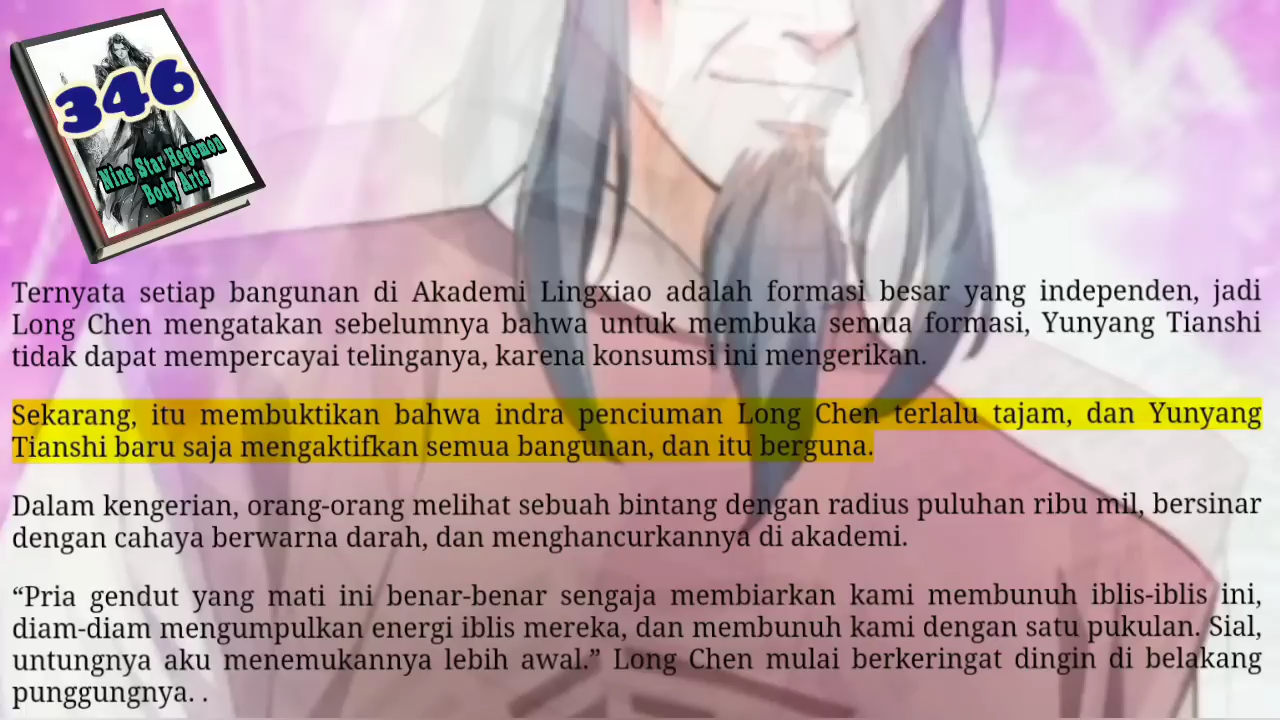 346
Nine Star Hegemon
Body Arts
Ternyata setiap bangunan di Akademi Lingxiao adalah formasi besar yang independen, jadi
Long Chen mengatakan sebelumnya bahwa untuk membuka semua formasi, Yunyang Tianshi
tidak dapat mempercayai telinganya, karena konsumsi ini mengerikan.
Sekarang, itu membuktikan bahwa indra penciuman Long Chen terlalu tajam, dan Yunyang
Tianshi baru saja mengaktifkan semua bangunan, dan itu berguna.
Dalam kengerian, orang-orang melihat sebuah bintang dengan radius puluhan ribu mil, bersinar
dengan cahaya berwarna darah, dan menghancurkannya di akademi.
“Pria gendut yang mati ini benar-benar sengaja membiarkan kami membunuh iblis-iblis ini,
diam-diam mengumpulkan energi iblis mereka, dan membunuh kami dengan satu pukulan. Sial,
untungnya aku menemukannya lebih awal.” Long Chen mulai berkeringat dingin di belakang
punggungnya. .